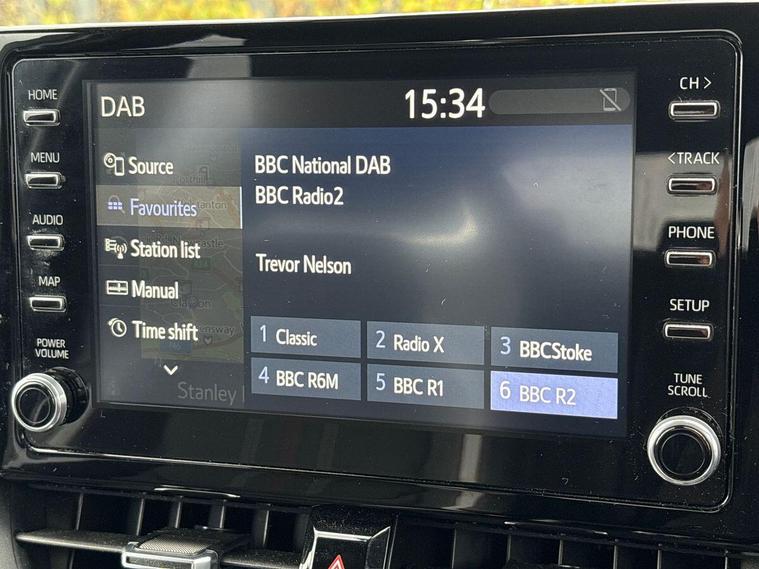 HOME
MENU
AUDIO
MAP
POWER
VOLUME
DAB
15:34
Source
Favourites
Station list
Manual
Time shift
Stanley
BBC National DAB
BBC Radio2
Trevor Nelson
1 Classic
2 Radio X
3 BBCStoke
4 BBC R6M
5 BBC R1
6 BBC R2
CH >
< TRACK
PHONE
SETUP
TUNE
SCROLL